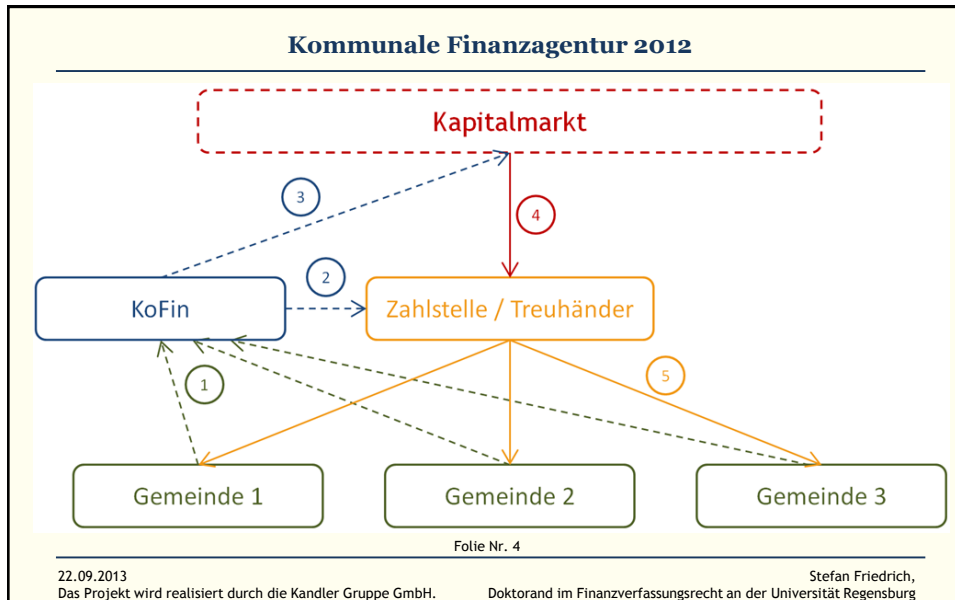 Kommunale Finanzagentur 2012
Kapitalmarkt
3
4
2
KoFin
Zahlstelle / Treuhänder
1
5
Gemeinde 1
Gemeinde 2
Gemeinde 3
Folie Nr. 4
22.09.2013
Das Projekt wird realisiert durch die Kandler Gruppe GmbH.
Stefan Friedrich,
Doktorand im Finanzverfassungsrecht an der Universität Regensburg